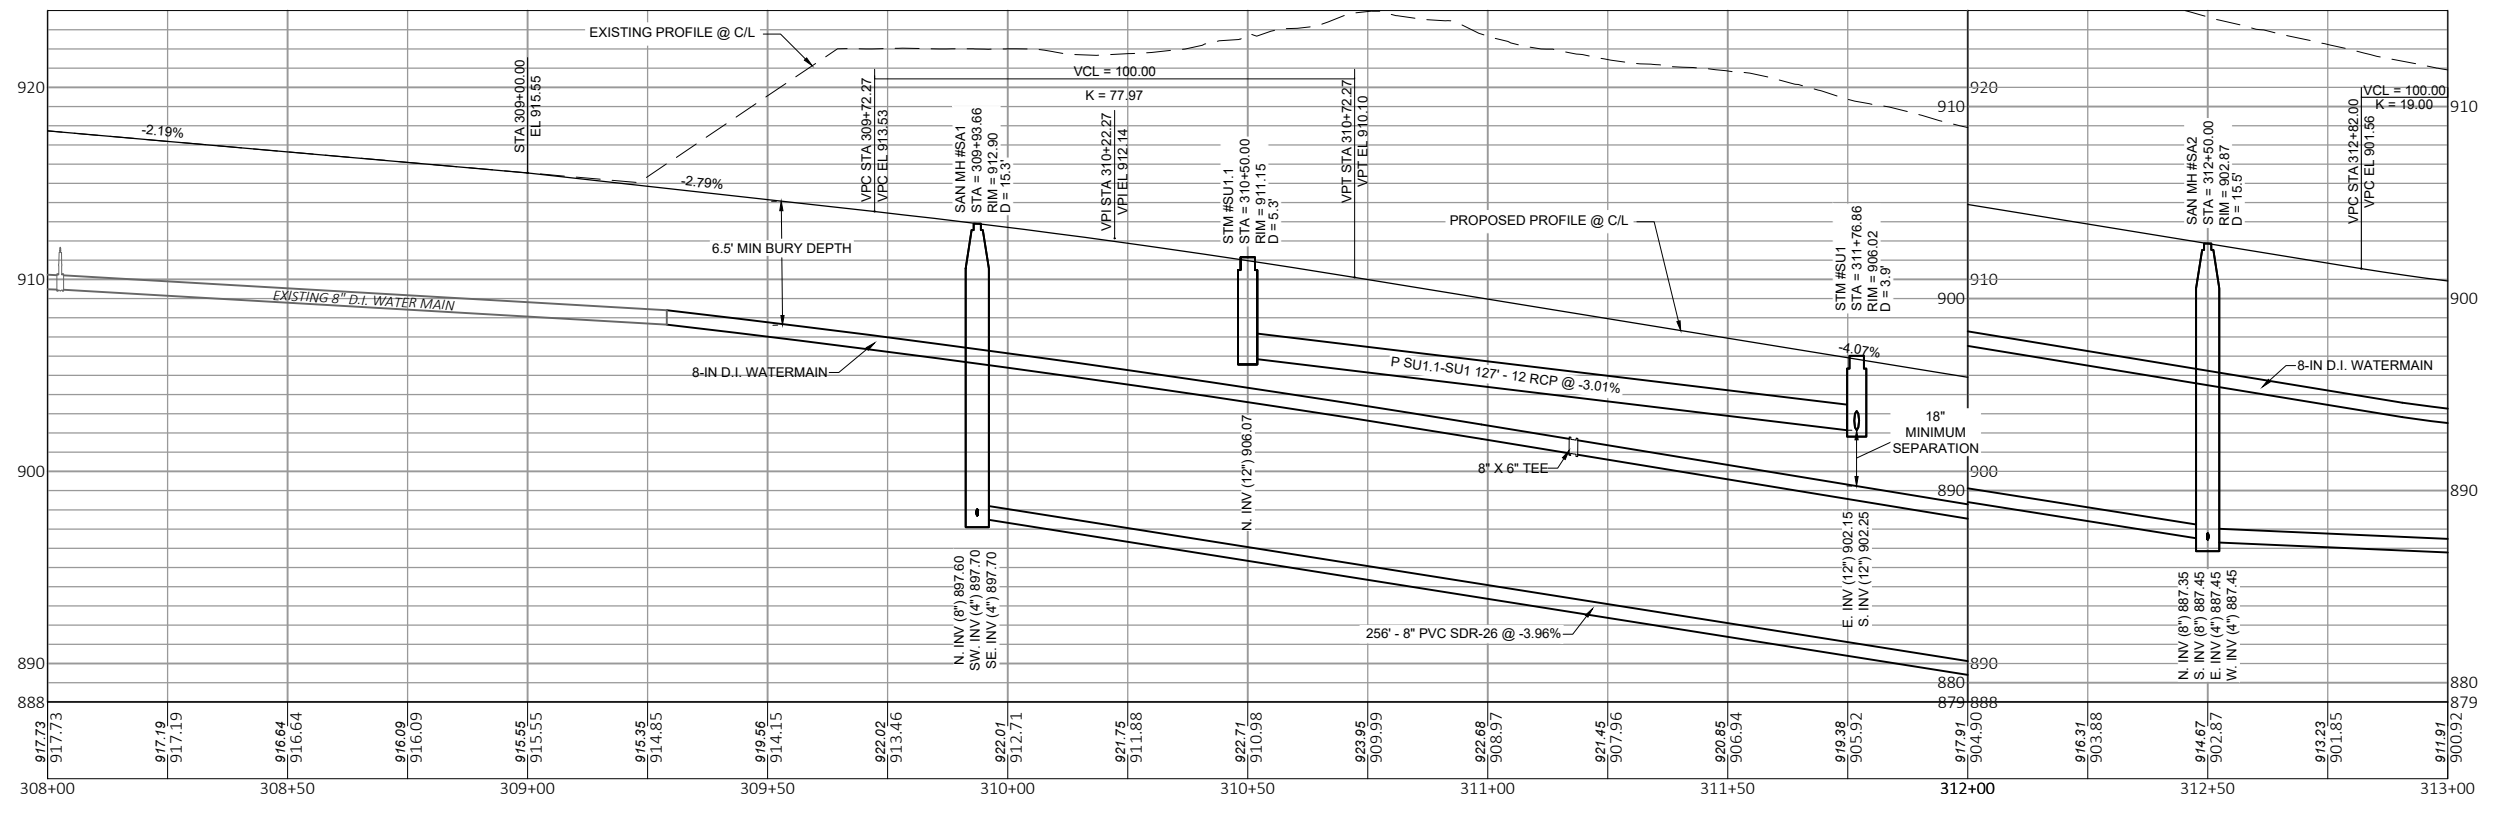 EXISTING PROFILE @ C/L
VCL = 100.00
K = 77.97
VCL = 100.00
K = 19.00
920
910
900
890
888
920
910
910
900
900
890
890
880
879
888
910
900
890
880
879
-2.19%
-2.79%
-4.07%
STA 309+00.00
EL 915.55
VPC STA 309+72.27
VPC EL 913.53
SAN MH #SA1
STA = 309+93.66
RIM = 912.90
D = 15.3'
VPI STA 310+22.27
VPI EL 912.14
STM #SU1.1
STA = 310+50.00
RIM = 911.15
D = 5.3'
VPT STA 310+72.27
VPT EL 910.10
PROPOSED PROFILE @ C/L
STM #SU1
STA = 311+76.86
RIM = 906.02
D = 3.9'
SAN MH #SA2
STA = 312+50.00
RIM = 902.87
D = 15.5'
VPC STA 312+82.00
VPC EL 901.56
6.5' MIN BURY DEPTH
EXISTING 8" D.I. WATER MAIN
8-IN D.I. WATERMAIN
P SU1.1-SU1 127' - 12 RCP @ -3.01%
8-IN D.I. WATERMAIN
18"
MINIMUM
SEPARATION
8" X 6" TEE
N. INV (12") 906.07
N. INV (8") 897.60
SW. INV (4") 897.70
SE. INV (4") 897.70
256' - 8" PVC SDR-26 @ -3.96%
E. INV (12") 902.15
S. INV (12") 902.25
N. INV (8") 887.35
S. INV (8") 887.45
E. INV (4") 887.45
W. INV (4") 887.45
917.73
917.73
917.19
917.19
916.64
916.64
916.09
916.09
915.55
915.55
915.35
914.85
919.56
914.15
922.02
913.46
922.01
912.71
921.75
911.88
922.71
910.98
923.95
909.99
922.68
908.97
921.45
907.96
920.85
906.94
919.38
905.92
917.91
904.90
916.31
903.88
914.67
902.87
913.23
901.85
911.91
900.92
308+00
308+50
309+00
309+50
310+00
310+50
311+00
311+50
312+00
312+50
313+00